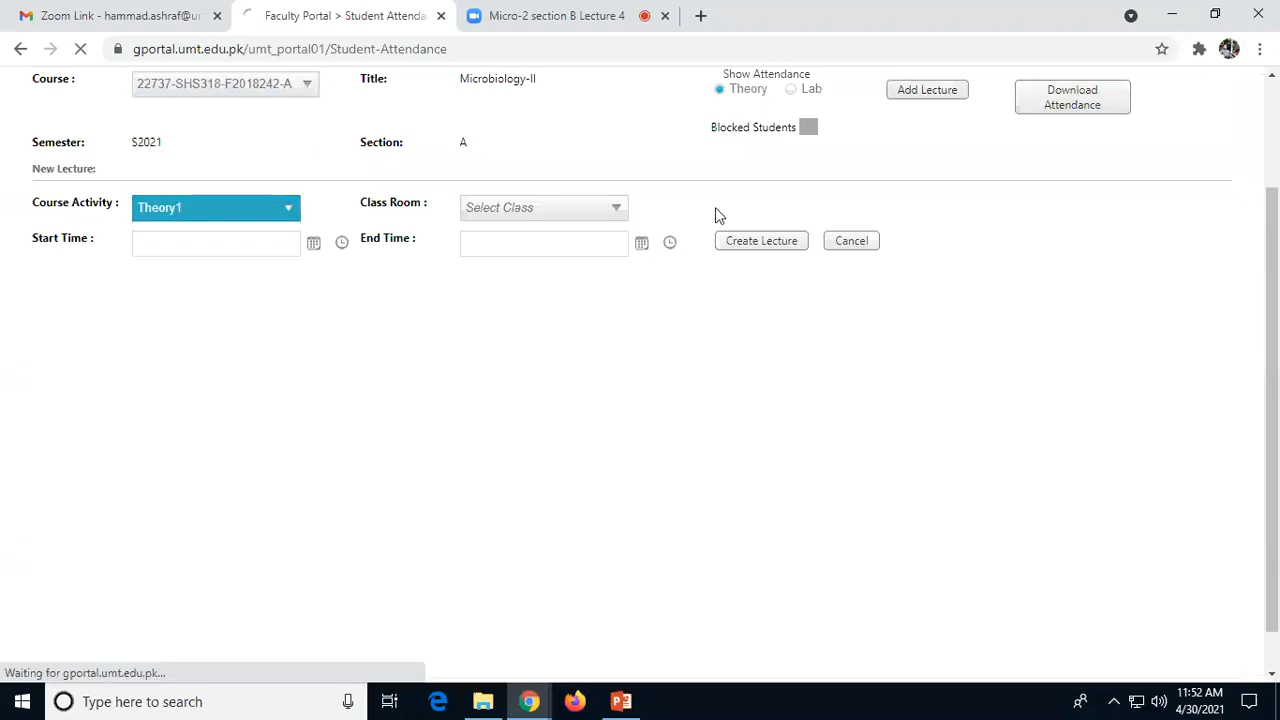 Zoom Link - hammad.ashraf@um
Faculty Portal > Student Attenda
Micro-2 section B Lecture 4
gportal.umt.edu.pk/umt_portal01/Student-Attendance
Course : 22737-SHS318-F2018242-A Title: Microbiology-II
Show Attendance
Theory Lab
Add Lecture
Download
Attendance
Blocked Students
Semester: S2021 Section: A
New Lecture:
Course Activity : Theory1 Class Room : Select Class
Start Time : End Time : Create Lecture Cancel
Waiting for gportal.umt.edu.pk...
Type here to search
11:52 AM
4/30/2021